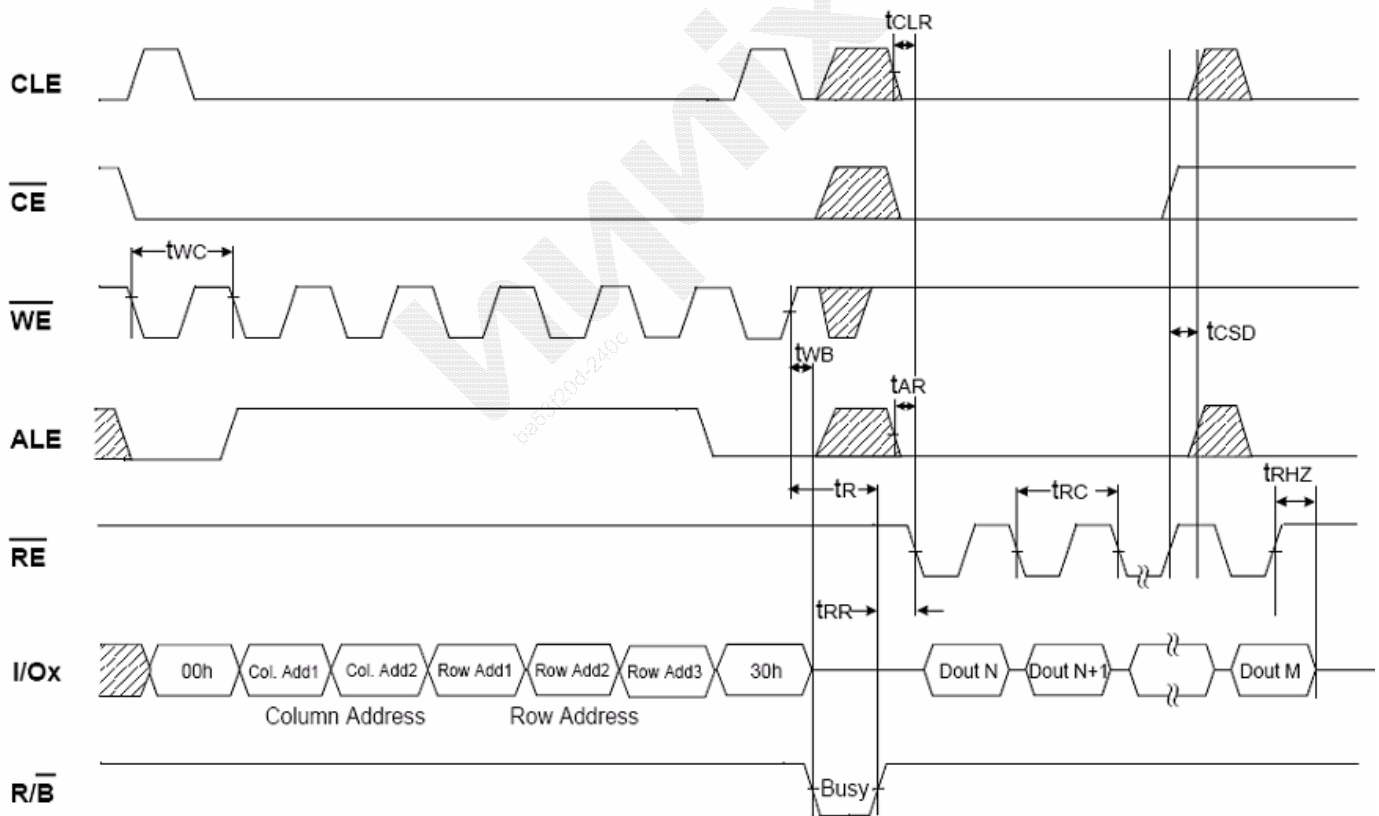 tCLR
CLE
CE
tWC
WE
tWB
tCSD
tAR
ALE
tR
tRC
tRHZ
RE
tRR
I/Ox
00h
Col. Add1
Col. Add2
Row Add1
Row Add2
Row Add3
30h
Dout N
Dout N+1
Dout M
Column Address
Row Address
R/B
Busy
hynix